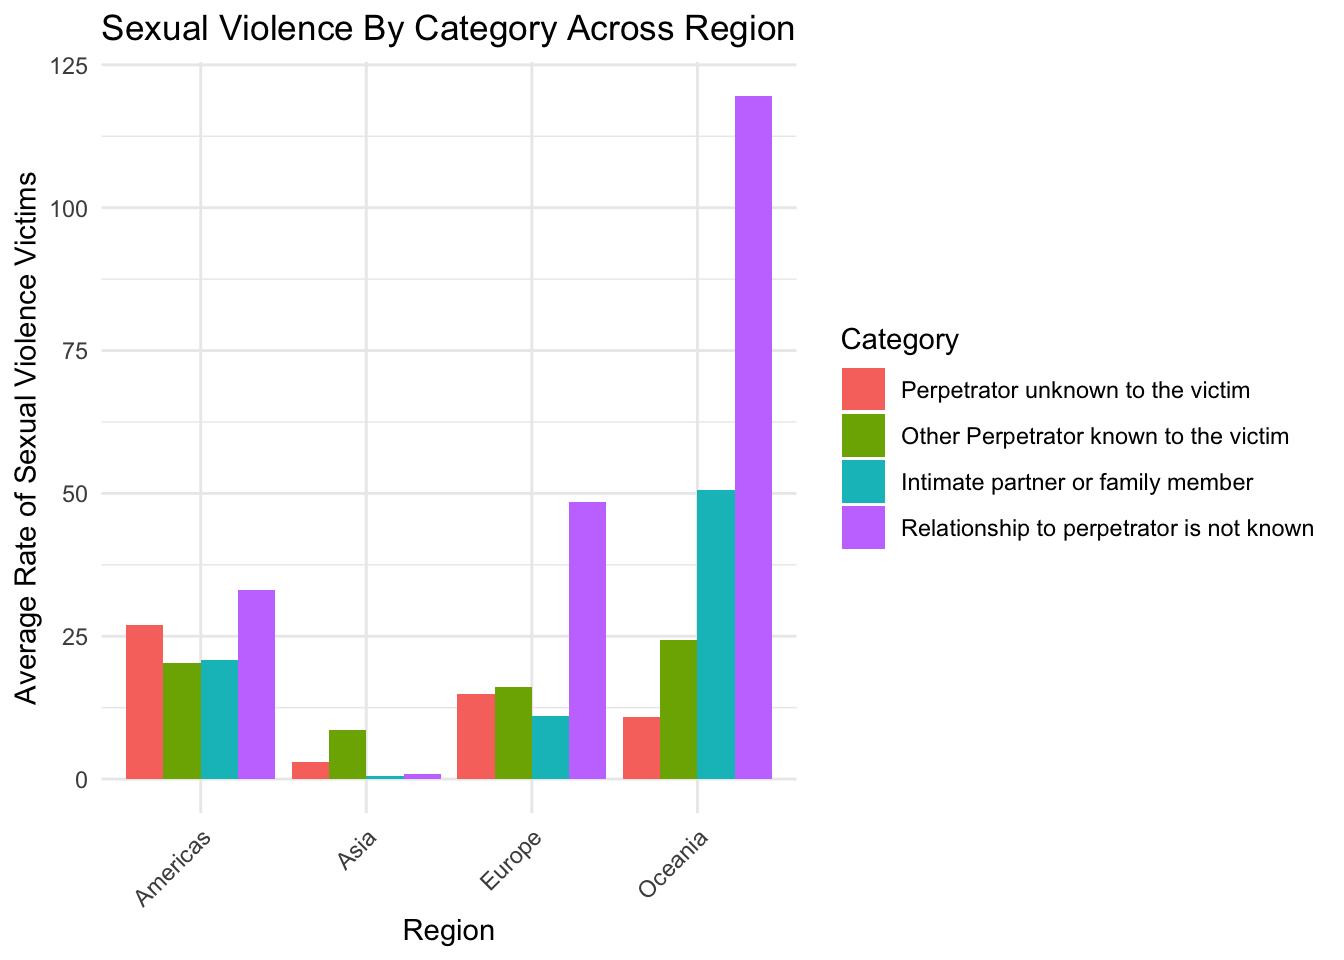 Sexual Violence By Category Across Region
Average Rate of Sexual Violence Victims
125
100
75
50
25
0
Americas
Asia
Europe
Oceania
Region
Category
Perpetrator unknown to the victim
Other Perpetrator known to the victim
Intimate partner or family member
Relationship to perpetrator is not known